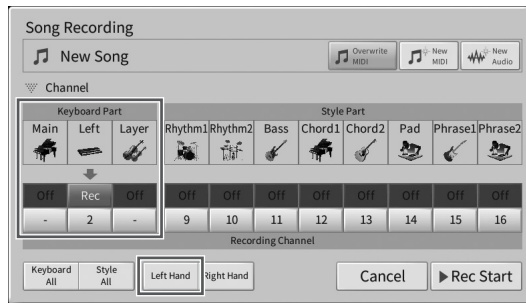 Song Recording
New Song
Overwrite
MIDI
New
MIDI
New
Audio
Channel
Keyboard Part
Style Part
Main Left Layer Rhythm1 Rhythm2 Bass Chord1 Chord2 Pad Phrase1 Phrase2
Off Rec Off Off Off Off Off Off Off Off Off
- 2 - 9 10 11 12 13 14 15 16
Recording Channel
Keyboard
All
Style
All
Left Hand
Right Hand
Cancel
Rec Start